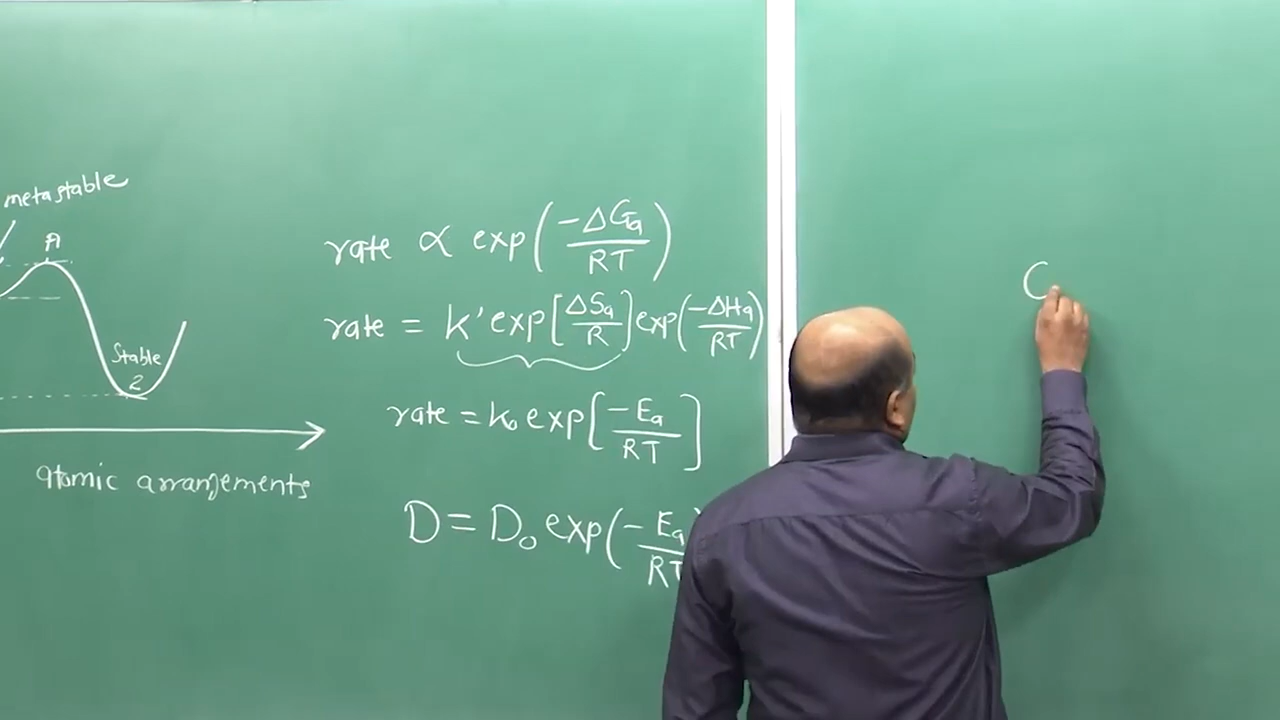 metastable
A
Stable
2
atomic arrangements
rate ∝ exp(-ΔGa/RT)
rate = k'exp[ΔSa/R]exp(-ΔHa/RT)
rate = k₀ exp[-Ea/RT]
D = D₀ exp(-Ea/RT
C